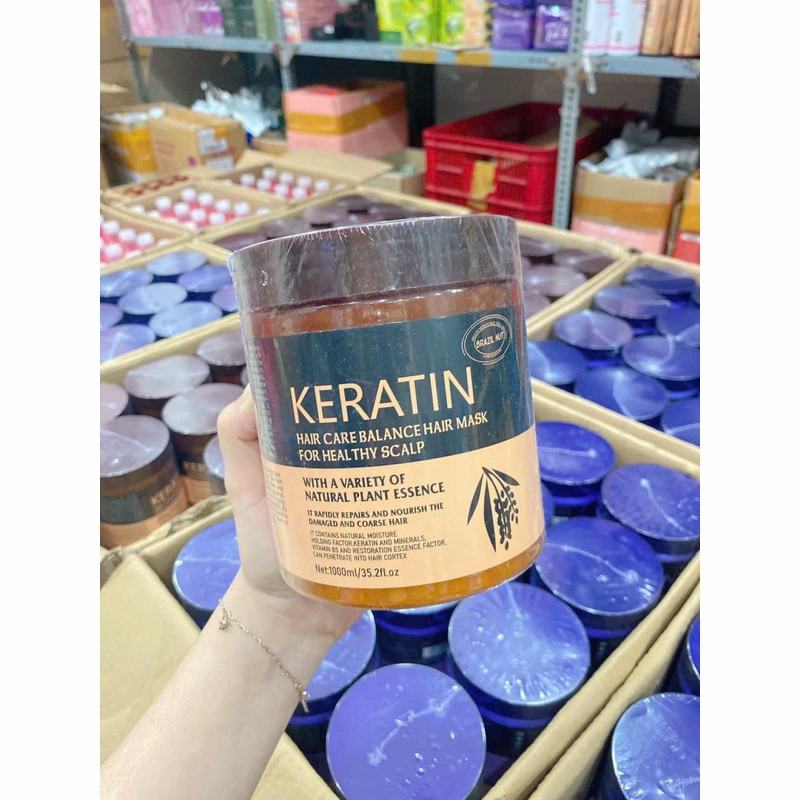 BRAZIL NUT
KERATIN
HAIR CARE BALANCE HAIR MASK
FOR HEALTHY SCALP
WITH A VARIETY OF
NATURAL PLANT ESSENCE
IT RAPIDLY REPAIRS AND NOURISH THE
DAMAGED AND COARSE HAIR
IT CONTAINS NATURAL MOISTURE
HOLDING FACTOR,KERATIN AND MINERALS,
VITAMIN B5 AND RESTORATION ESSENCE FACTOR,
CAN PENETRATE INTO HAIR CORTEX
Net:1000ml/35.2fl.oz
KERATIN